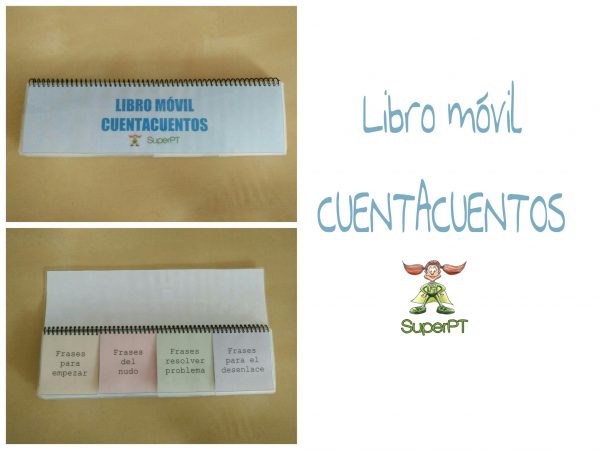 LIBRO MÓVIL
CUENTACUENTOS
SuperPT
Frases
para
empezar
Frases
del
nudo
Frases
resolver
problema
Frases
para el
desenlace
Libro móvil
CUENTACUENTOS
SuperPT